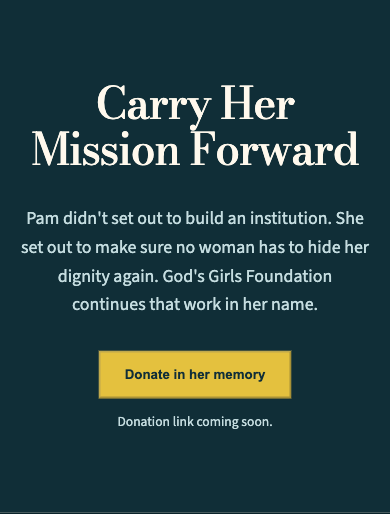 Carry Her
Mission Forward
Pam didn't set out to build an institution. She
set out to make sure no woman has to hide her
dignity again. God's Girls Foundation
continues that work in her name.
Donate in her memory
Donation link coming soon.